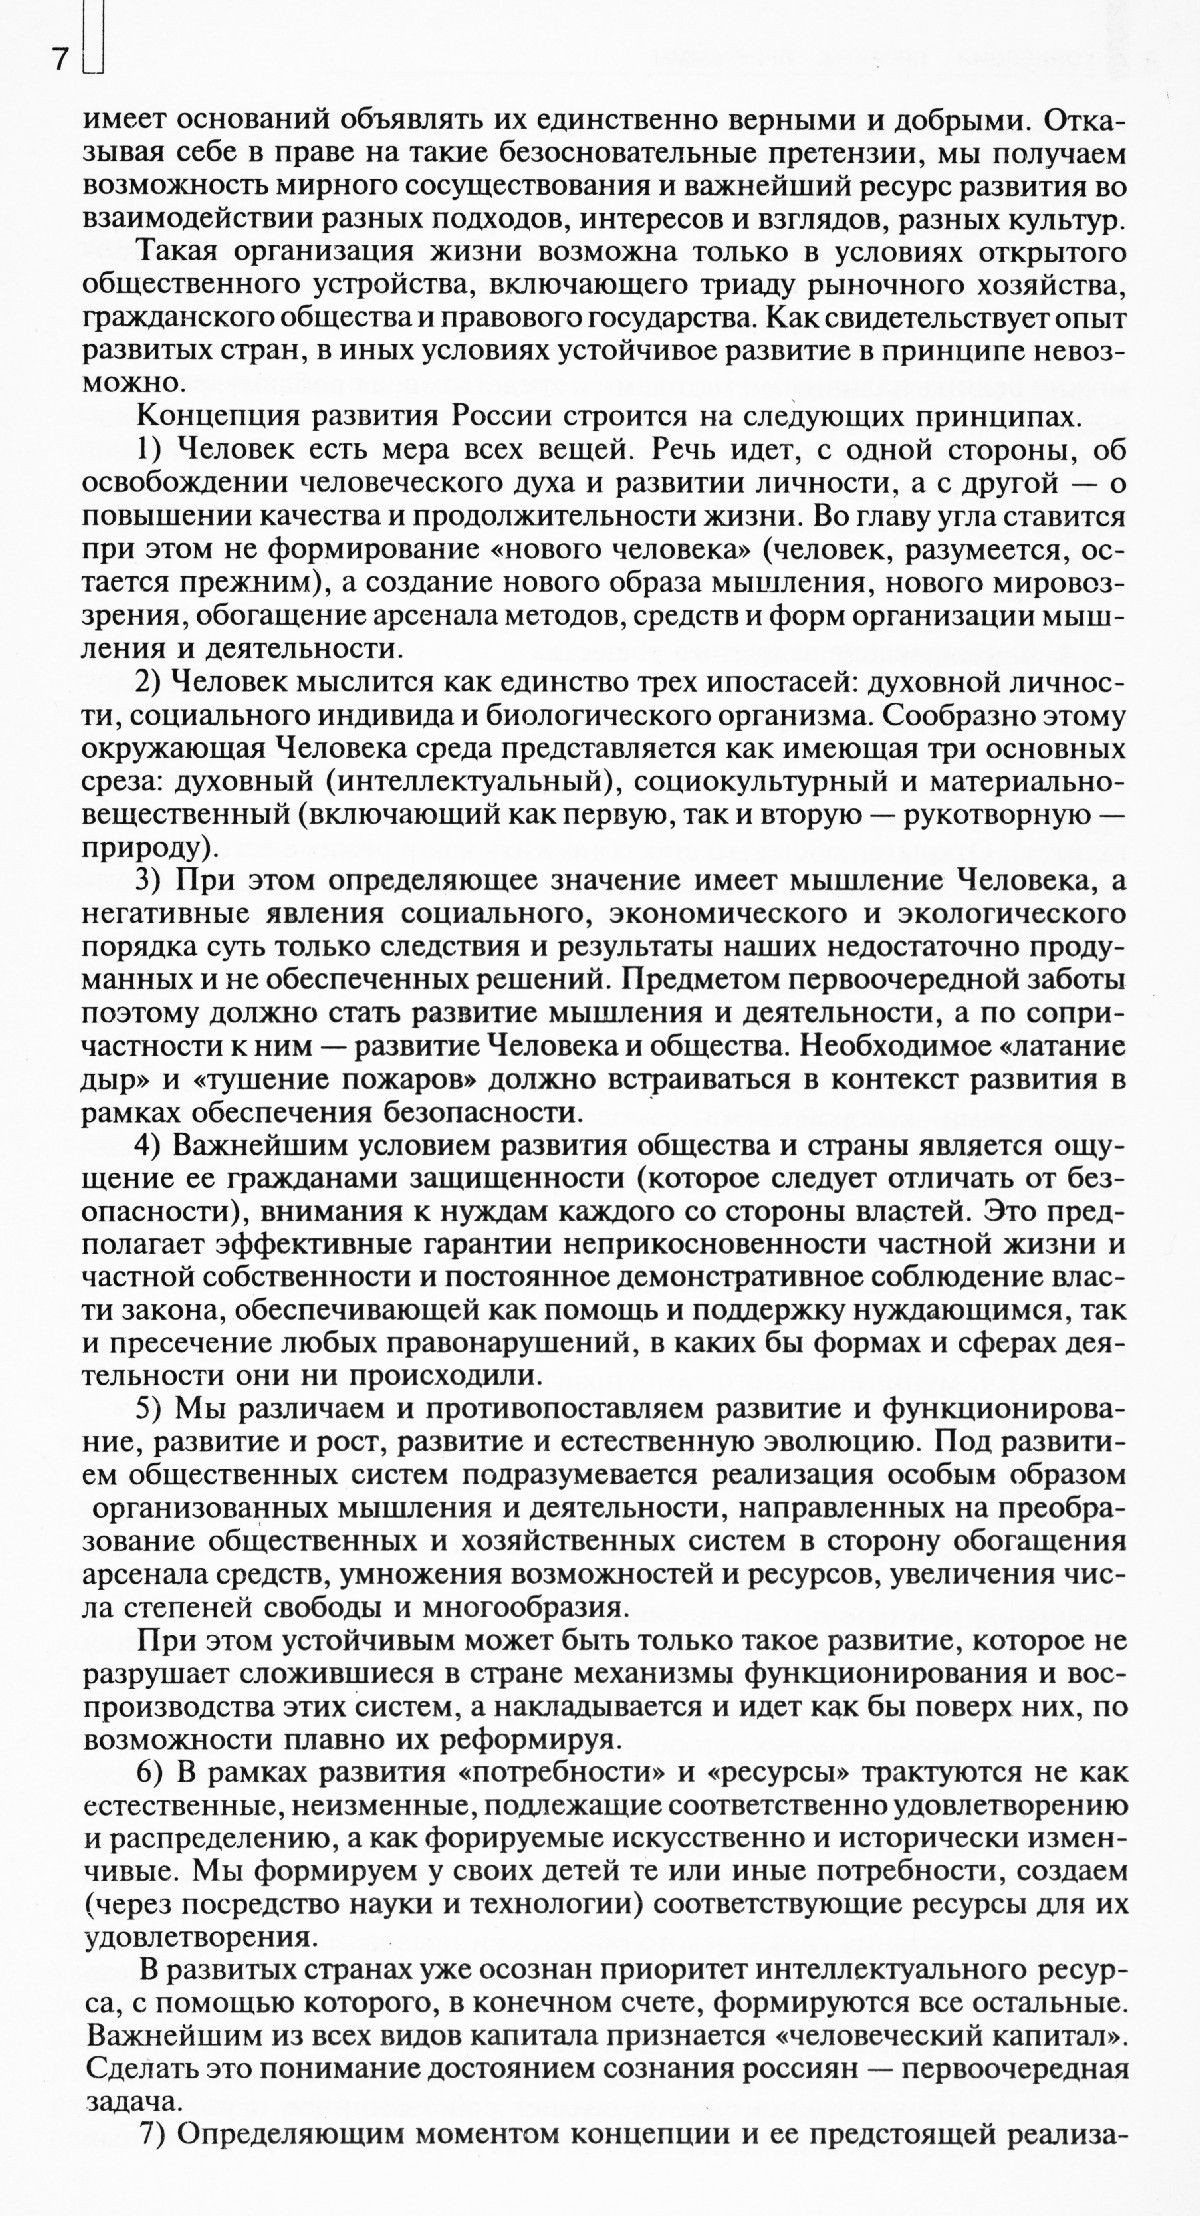 7
имеет оснований объявлять их единственно верными и добрыми. Отка-
зывая себе в праве на такие безосновательные претензии, мы получаем
возможность мирного сосуществования и важнейший ресурс развития во
взаимодействии разных подходов, интересов и взглядов, разных культур.
Такая организация жизни возможна только в условиях открытого
общественного устройства, включающего триаду рыночного хозяйства,
гражданского общества и правового государства. Как свидетельствует опыт
развитых стран, в иных условиях устойчивое развитие в принципе невоз-
можно.
Концепция развития России строится на следующих принципах.
1) Человек есть мера всех вещей. Речь идет, с одной стороны, об
освобождении человеческого духа и развитии личности, а с другой — о
повышении качества и продолжительности жизни. Во главу угла ставится
при этом не формирование «нового человека» (человек, разумеется, ос-
тается прежним), а создание нового образа мышления, нового мировоз-
зрения, обогащение арсенала методов, средств и форм организации мыш-
ления и деятельности.
2) Человек мыслится как единство трех ипостасей: духовной личнос-
ти, социального индивида и биологического организма. Сообразно этому
окружающая Человека среда представляется как имеющая три основных
среза: духовный (интеллектуальный), социокультурный и материально-
вещественный (включающий как первую, так и вторую — рукотворную —
природу).
3) При этом определяющее значение имеет мышление Человека, а
негативные явления социального, экономического и экологического
порядка суть только следствия и результаты наших недостаточно проду-
манных и не обеспеченных решений. Предметом первоочередной заботы
поэтому должно стать развитие мышления и деятельности, а по сопри-
частности к ним — развитие Человека и общества. Необходимое «латание
дыр» и «тушение пожаров» должно встраиваться в контекст развития в
рамках обеспечения безопасности.
4) Важнейшим условием развития общества и страны является ощу-
щение ее гражданами защищенности (которое следует отличать от без-
опасности), внимания к нуждам каждого со стороны властей. Это пред-
полагает эффективные гарантии неприкосновенности частной жизни и
частной собственности и постоянное демонстративное соблюдение влас-
ти закона, обеспечивающей как помощь и поддержку нуждающимся, так
и пресечение любых правонарушений, в каких бы формах и сферах дея-
тельности они ни происходили.
5) Мы различаем и противопоставляем развитие и функционирова-
ние, развитие и рост, развитие и естественную эволюцию. Под развити-
ем общественных систем подразумевается реализация особым образом
организованных мышления и деятельности, направленных на преобра-
зование общественных и хозяйственных систем в сторону обогащения
арсенала средств, умножения возможностей и ресурсов, увеличения чис-
ла степеней свободы и многообразия.
При этом устойчивым может быть только такое развитие, которое не
разрушает сложившиеся в стране механизмы функционирования и вос-
производства этих систем, а накладывается и идет как бы поверх них, по
возможности плавно их реформируя.
6) В рамках развития «потребности» и «ресурсы» трактуются не как
естественные, неизменные, подлежащие соответственно удовлетворению
и распределению, а как форируемые искусственно и исторически измен-
чивые. Мы формируем у своих детей те или иные потребности, создаем
(через посредство науки и технологии) соответствующие ресурсы для их
удовлетворения.
В развитых странах уже осознан приоритет интеллектуального ресур-
са, с помощью которого, в конечном счете, формируются все остальные.
Важнейшим из всех видов капитала признается «человеческий капитал».
Сделать это понимание достоянием сознания россиян — первоочередная
задача.
7) Определяющим моментом концепции и ее предстоящей реализа-